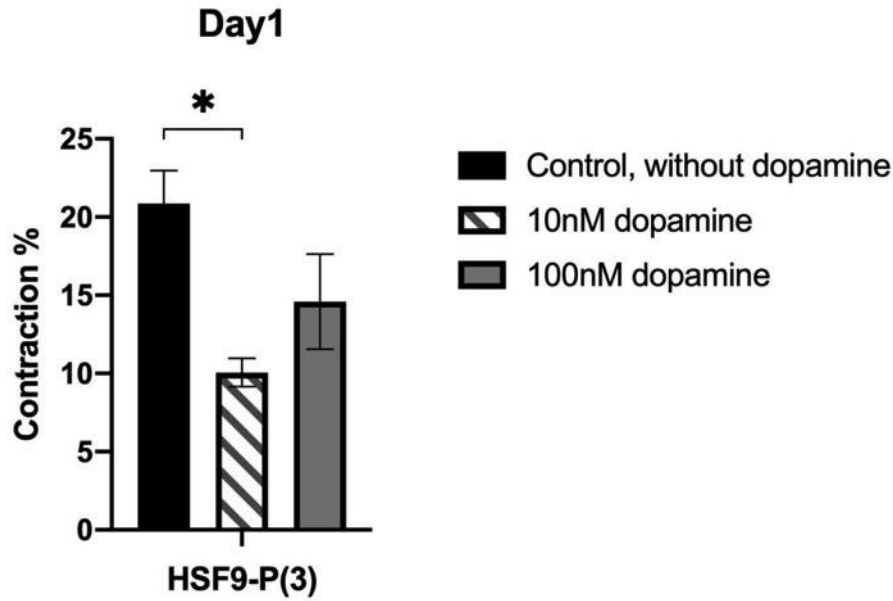 Day1
*
25
20
15
10
5
0
Contraction %
HSF9-P(3)
Control, without dopamine
10nM dopamine
100nM dopamine